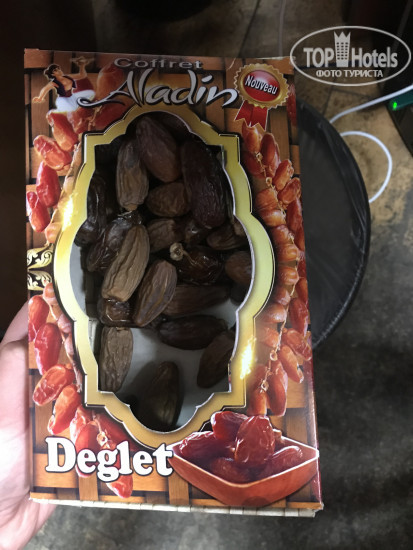 TOP Hotels
ФОТО ТУРИСТА
Coffret
Aladin
Nouveau
Deglet